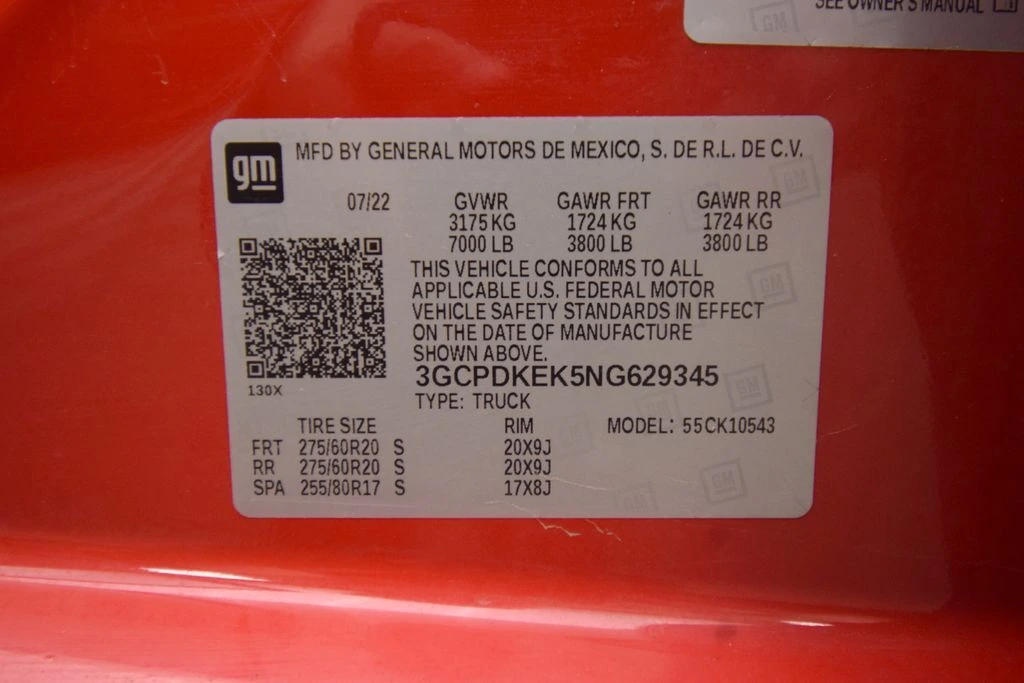 SEE OWNER'S MANUAL
gm
MFD BY GENERAL MOTORS DE MEXICO, S. DE R.L. DE C.V.
07/22 GVWR GAWR FRT GAWR RR
3175 KG 1724 KG 1724 KG
7000 LB 3800 LB 3800 LB
THIS VEHICLE CONFORMS TO ALL
APPLICABLE U.S. FEDERAL MOTOR
VEHICLE SAFETY STANDARDS IN EFFECT
ON THE DATE OF MANUFACTURE
SHOWN ABOVE.
3GCPDKEK5NG629345
130X
TYPE: TRUCK
TIRE SIZE RIM MODEL: 55CK10543
FRT 275/60R20 S 20X9J
RR 275/60R20 S 20X9J
SPA 255/80R17 S 17X8J